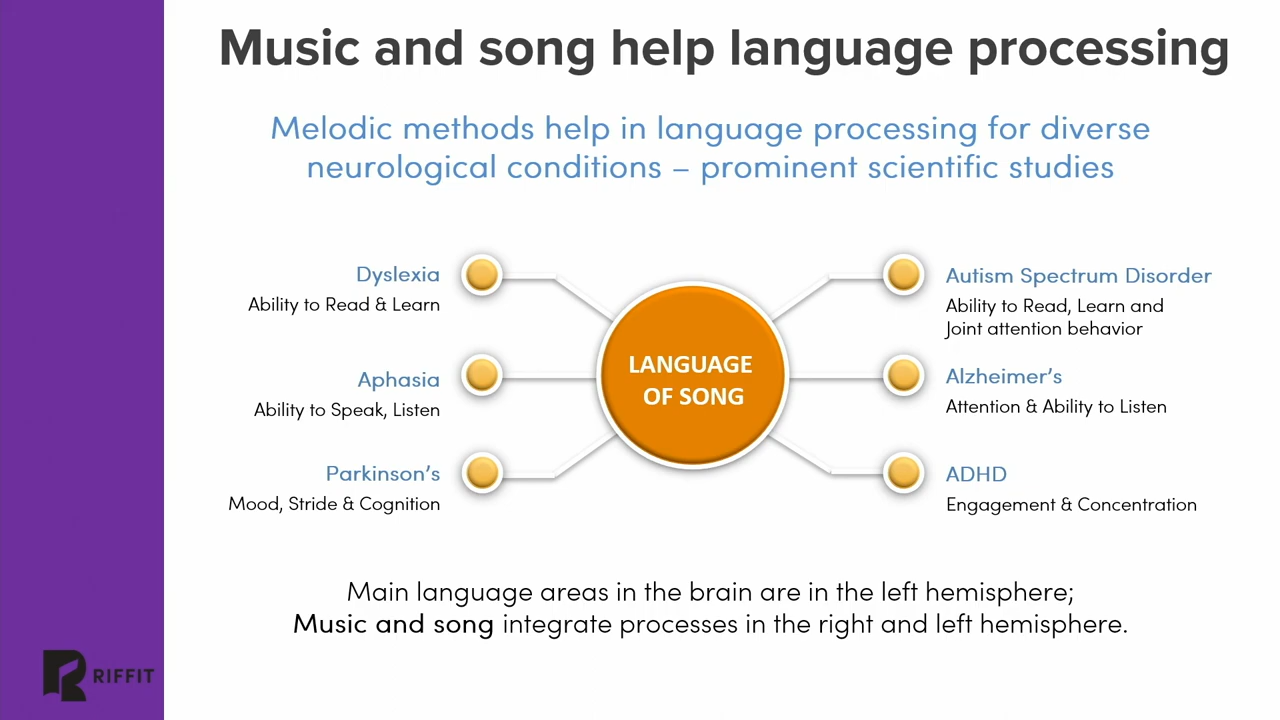 Music and song help language processing
Melodic methods help in language processing for diverse
neurological conditions – prominent scientific studies
Dyslexia
Ability to Read & Learn
Aphasia
Ability to Speak, Listen
Parkinson’s
Mood, Stride & Cognition
LANGUAGE
OF SONG
Autism Spectrum Disorder
Ability to Read, Learn and
Joint attention behavior
Alzheimer’s
Attention & Ability to Listen
ADHD
Engagement & Concentration
Main language areas in the brain are in the left hemisphere;
Music and song integrate processes in the right and left hemisphere.
RIFFIT